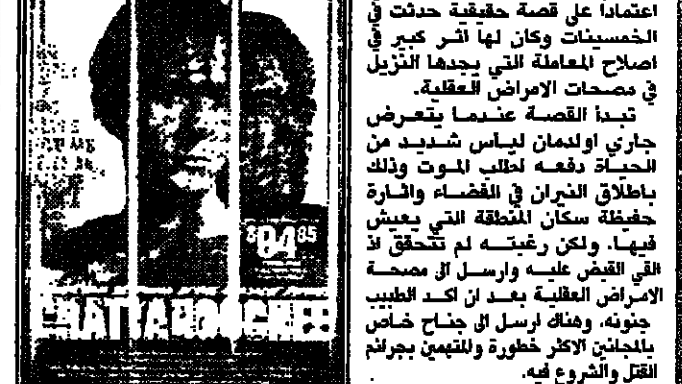 اعتمادا على قصة حقيقية حدثت في
الخمسينات وكان لها اثر كبير في
اصلاح المعاملة التي يجدها النزيل
في مصحات الامراض العقلية.
تبدأ القصة عندما يتعرض
جاري اولدمان ليأس شديد من
الحياة دفعه لطلب الموت وذلك
باطلاق النيران في الفضاء واثارة
حفيظة سكان المنطقة التي يعيش
فيها. ولكن رغبته لم تتحقق اذ
القي القبض عليه وارسل الى مصحة
الامراض العقلية بعد ان اكد الطبيب
جنونه، وهناك ارسل الى جناح خاص
بالمجانين الاكثر خطورة والمتهمين بجرائم
القتل والشروع فيه.